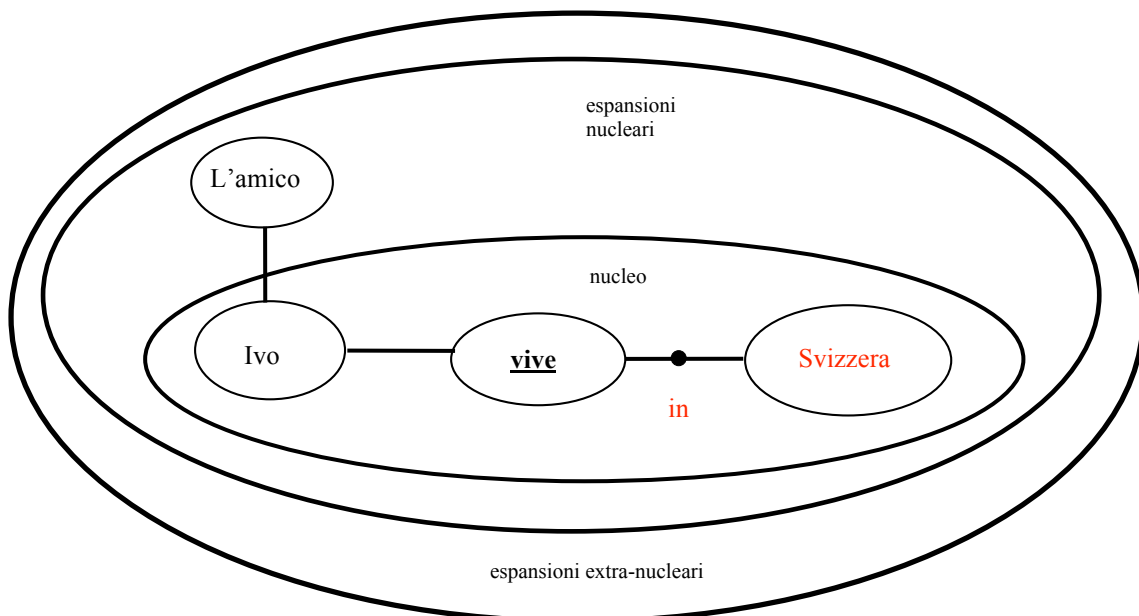 espansioni
nucleari
L’amico
nucleo
Ivo
vive
Svizzera
in
espansioni extra-nucleari